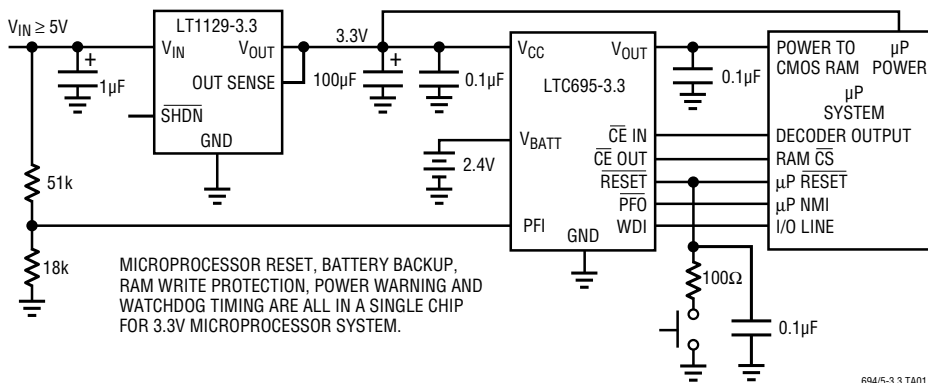 V_IN ≥ 5V
LT1129-3.3
V_IN
V_OUT
OUT SENSE
SHDN
GND
1µF
+
3.3V
100µF
+
0.1µF
V_CC
V_OUT
LTC695-3.3
V_BATT
2.4V
CE IN
CE OUT
RESET
PFO
PFI
GND
WDI
0.1µF
POWER TO
CMOS RAM
µP
POWER
µP
SYSTEM
DECODER OUTPUT
RAM CS
µP RESET
µP NMI
I/O LINE
51k
18k
MICROPROCESSOR RESET, BATTERY BACKUP,
RAM WRITE PROTECTION, POWER WARNING AND
WATCHDOG TIMING ARE ALL IN A SINGLE CHIP
FOR 3.3V MICROPROCESSOR SYSTEM.
100Ω
0.1µF
694/5-3.3 TA01